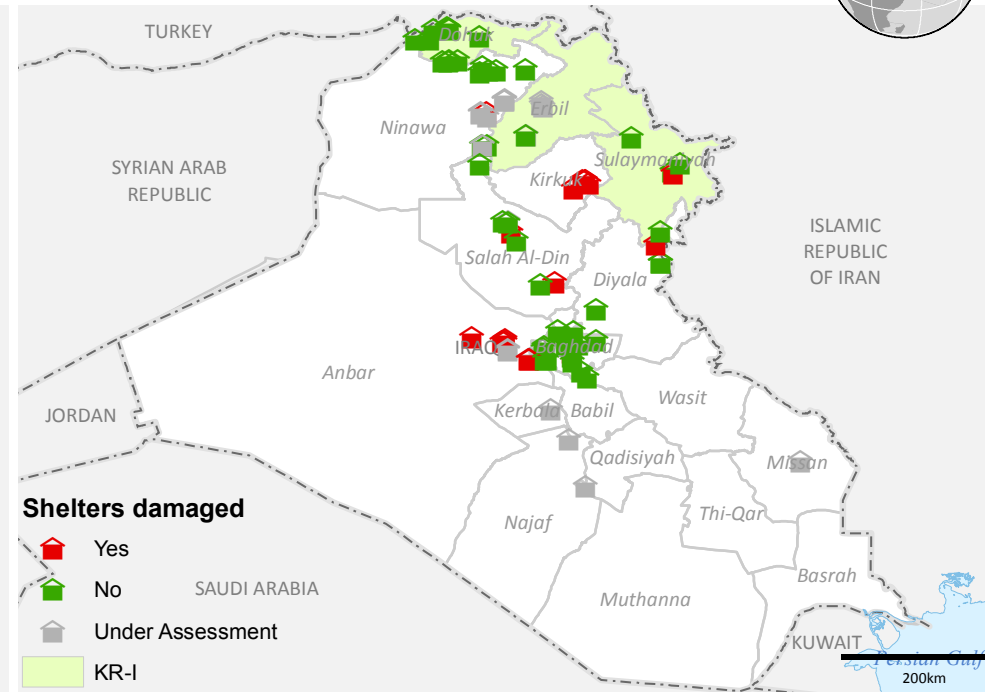 TURKEY
Dohuk
Erbil
Ninawa
SYRIAN ARAB
REPUBLIC
Sulaymaniyah
Kirkuk
ISLAMIC
REPUBLIC
OF IRAN
Salah Al-Din
Diyala
IRAQ
Baghdad
Anbar
Wasit
JORDAN
Kerbala
Babil
Qadisiyah
Missan
Najaf
Thi-Qar
Basrah
Muthanna
Shelters damaged
Yes
No
SAUDI ARABIA
Under Assessment
KUWAIT
KR-I
Persian Gulf
200km